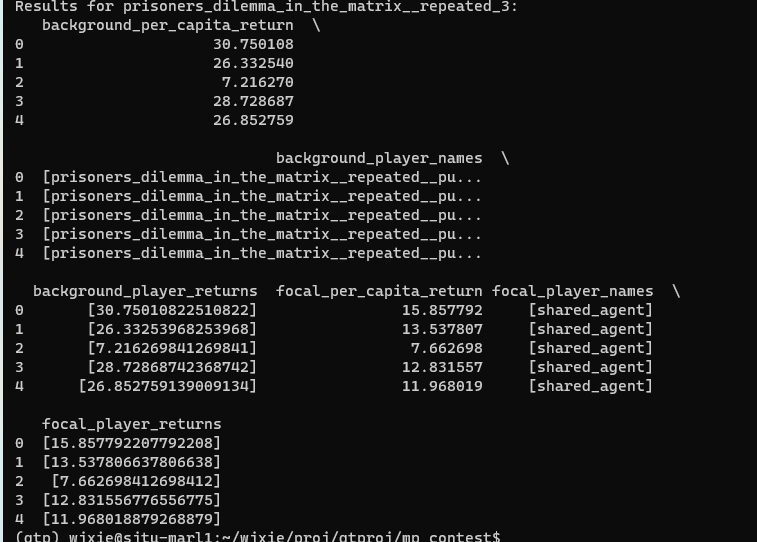 Results for prisoners_dilemma_in_the_matrix__repeated_3:
   background_per_capita_return  \
0                     30.750108
1                     26.332540
2                      7.216270
3                     28.728687
4                     26.852759

                            background_player_names  \
0  [prisoners_dilemma_in_the_matrix__repeated__pu...
1  [prisoners_dilemma_in_the_matrix__repeated__pu...
2  [prisoners_dilemma_in_the_matrix__repeated__pu...
3  [prisoners_dilemma_in_the_matrix__repeated__pu...
4  [prisoners_dilemma_in_the_matrix__repeated__pu...

  background_player_returns  focal_per_capita_return focal_player_names  \
0       [30.75010822510822]                15.857792     [shared_agent]
1       [26.33253968253968]                13.537807     [shared_agent]
2       [7.216269841269841]                 7.662698     [shared_agent]
3       [28.72868742368742]                12.831557     [shared_agent]
4      [26.852759139009134]                11.968019     [shared_agent]

   focal_player_returns
0  [15.857792207792208]
1  [13.537806637806638]
2   [7.662698412698412]
3  [12.831556776556775]
4  [11.968018879268879]
(gtp) wixie@situ-marl1:~/wixie/proj/gtproj/mp_contest$